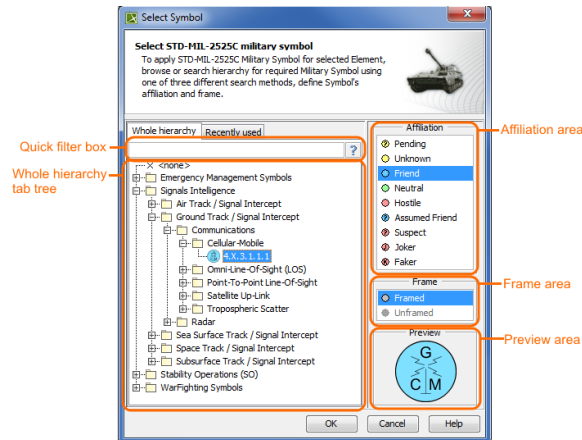 Select Symbol
Select STD-MIL-2525C military symbol
To apply STD-MIL-2525C Military Symbol for selected Element,
browse or search hierarchy for required Military Symbol using
one of three different search methods, define Symbol's
affiliation and frame.
Whole hierarchy Recently used
Quick filter box
?
Whole hierarchy
tab tree
<none>
Emergency Management Symbols
Signals Intelligence
Air Track / Signal Intercept
Ground Track / Signal Intercept
Communications
Cellular-Mobile
4.X.3.1.1.1
Omni-Line-Of-Sight (LOS)
Point-To-Point Line-Of-Sight
Satellite Up-Link
Tropospheric Scatter
Radar
Sea Surface Track / Signal Intercept
Space Track / Signal Intercept
Subsurface Track / Signal Intercept
Stability Operations (SO)
WarFighting Symbols
Affiliation
Affiliation area
Pending
Unknown
Friend
Neutral
Hostile
Assumed Friend
Suspect
Joker
Faker
Frame
Frame area
Framed
Unframed
Preview
Preview area
G
C M
OK Cancel Help